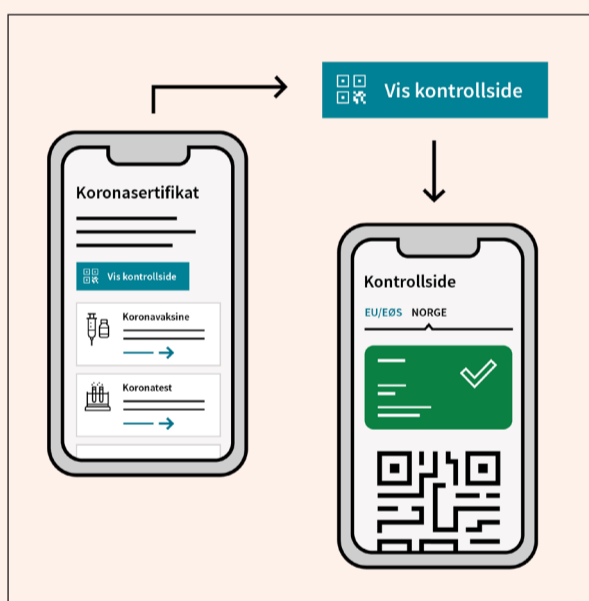 Vis kontrollside
Koronasertifikat
Vis kontrollside
Koronavaksine
Koronatest
Kontrollside
EU/EØS NORGE